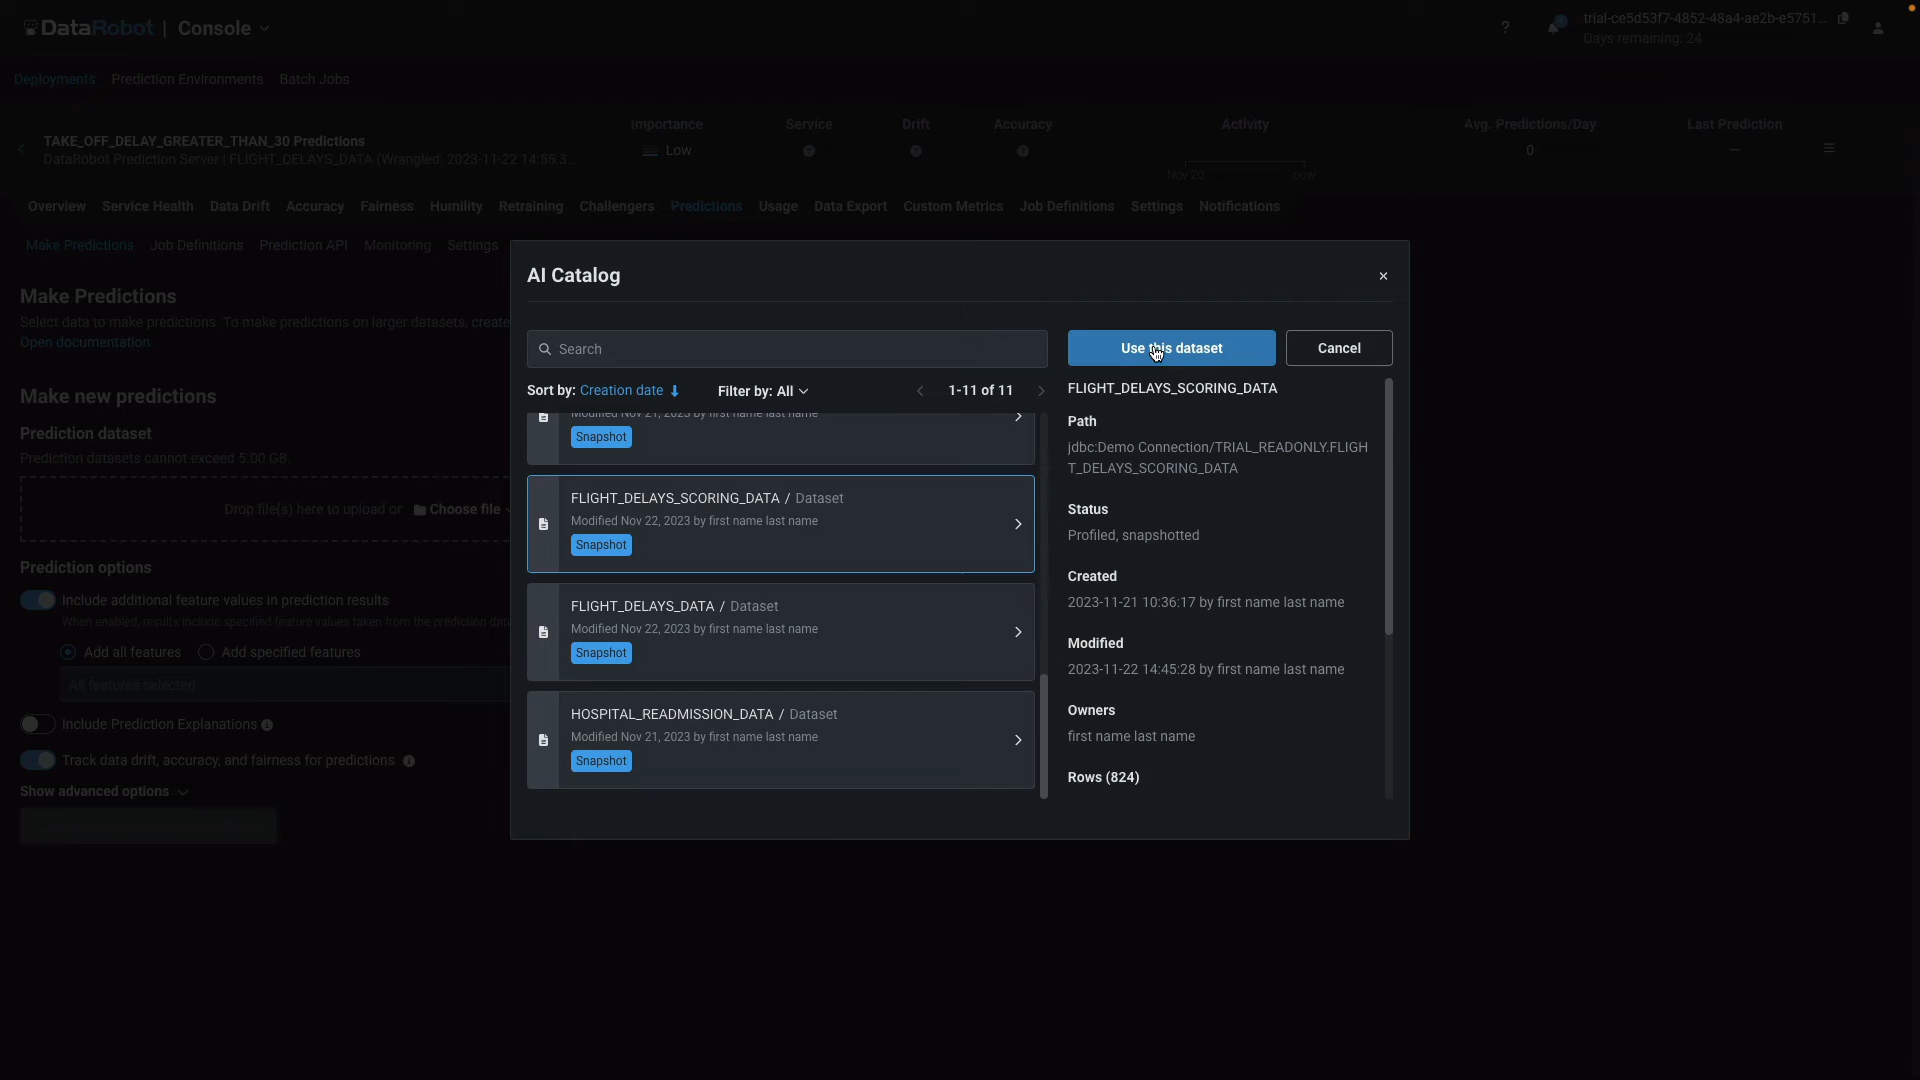 DataRobot | Console
trial-ce5d53f7-4852-48a4-ae2b-e5751...
Days remaining: 24
Deployments Prediction Environments Batch Jobs
TAKE_OFF_DELAY_GREATER_THAN_30 Predictions
DataRobot Prediction Server | FLIGHT_DELAYS_DATA (Wrangled: 2023-11-22 14:55:3...
Importance Service Drift Accuracy Activity Avg. Predictions/Day Last Prediction
Low 0 —
Nov 20 now
Overview Service Health Data Drift Accuracy Fairness Humility Retraining Challengers Predictions Usage Data Export Custom Metrics Job Definitions Settings Notifications
Make Predictions Job Definitions Prediction API Monitoring Settings
Make Predictions
Select data to make predictions. To make predictions on larger datasets, create
Open documentation
Make new predictions
Prediction dataset
Prediction datasets cannot exceed 5.00 GB.
Drop file(s) here to upload or Choose file
Prediction options
Include additional feature values in prediction results
When enabled, results include specified feature values taken from the prediction
Add all features Add specified features
All features selected
Include Prediction Explanations
Track data drift, accuracy, and fairness for predictions
Show advanced options
AI Catalog
×
Search
Use this dataset
Cancel
Sort by: Creation date
Filter by: All
1-11 of 11
Modified Nov 21, 2023 by first name last name
Snapshot
FLIGHT_DELAYS_SCORING_DATA / Dataset
Modified Nov 22, 2023 by first name last name
Snapshot
FLIGHT_DELAYS_DATA / Dataset
Modified Nov 22, 2023 by first name last name
Snapshot
HOSPITAL_READMISSION_DATA / Dataset
Modified Nov 21, 2023 by first name last name
Snapshot
FLIGHT_DELAYS_SCORING_DATA
Path
jdbc:Demo Connection/TRIAL_READONLY.FLIGH
T_DELAYS_SCORING_DATA
Status
Profiled, snapshotted
Created
2023-11-21 10:36:17 by first name last name
Modified
2023-11-22 14:45:28 by first name last name
Owners
first name last name
Rows (824)